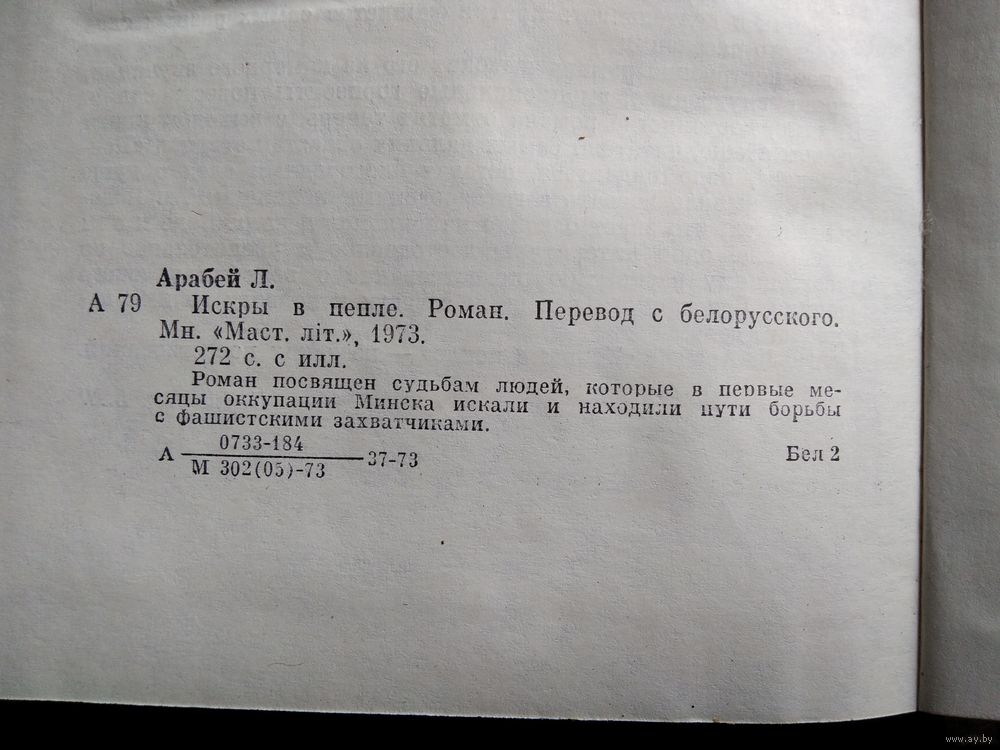 Арабей Л.
А 79 Искры в пепле. Роман. Перевод с белорусского.
Мн. «Маст. літ.», 1973.
272 с. с илл.
Роман посвящен судьбам людей, которые в первые ме-
сяцы оккупации Минска искали и находили пути борьбы
с фашистскими захватчиками.
А 0733-184
М 302(05)-73 37-73 Бел 2
www.ay.by